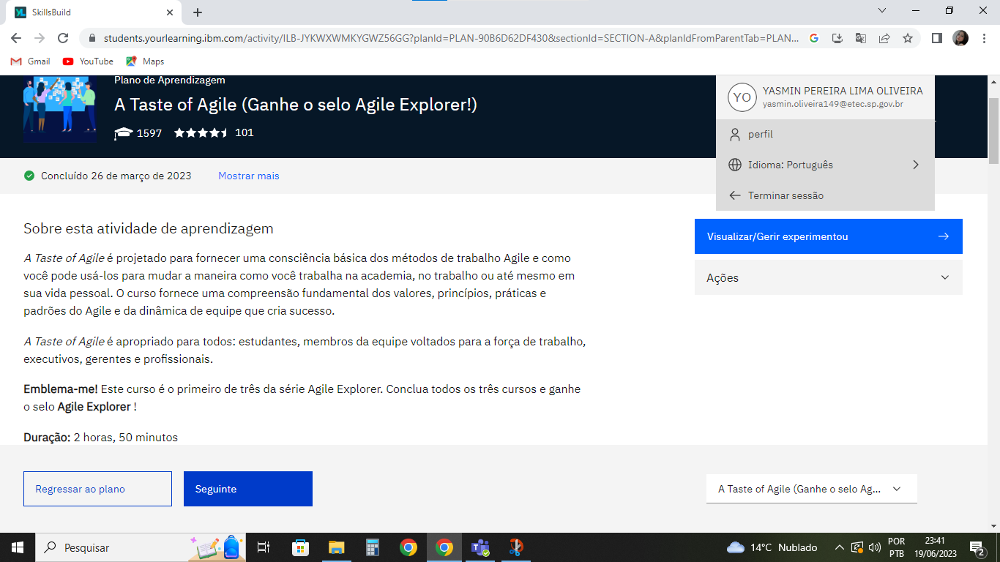 SkillsBuild
students.yourlearning.ibm.com/activity/ILB-JYKWXWMKYGWZ56GG?planId=PLAN-90B6D62DF430&sectionId=SECTION-A&planIdFromParentTab=PLAN...
Gmail
YouTube
Maps
Plano de Aprendizagem
A Taste of Agile (Ganhe o selo Agile Explorer!)
1597
101
YO
YASMIN PEREIRA LIMA OLIVEIRA
yasmin.oliveira149@etec.sp.gov.br
perfil
Idioma: Português
Terminar sessão
Concluído 26 de março de 2023
Mostrar mais
Sobre esta atividade de aprendizagem
A Taste of Agile é projetado para fornecer uma consciência básica dos métodos de trabalho Agile e como
você pode usá-los para mudar a maneira como você trabalha na academia, no trabalho ou até mesmo em
sua vida pessoal. O curso fornece uma compreensão fundamental dos valores, princípios, práticas e
padrões do Agile e da dinâmica de equipe que cria sucesso.
A Taste of Agile é apropriado para todos: estudantes, membros da equipe voltados para a força de trabalho,
executivos, gerentes e profissionais.
Emblema-me! Este curso é o primeiro de três da série Agile Explorer. Conclua todos os três cursos e ganhe
o selo Agile Explorer !
Duração: 2 horas, 50 minutos
Visualizar/Gerir experimentou
Ações
Regressar ao plano
Seguinte
A Taste of Agile (Ganhe o selo Ag...
Pesquisar
14°C Nublado
POR
PTB
23:41
19/06/2023
2